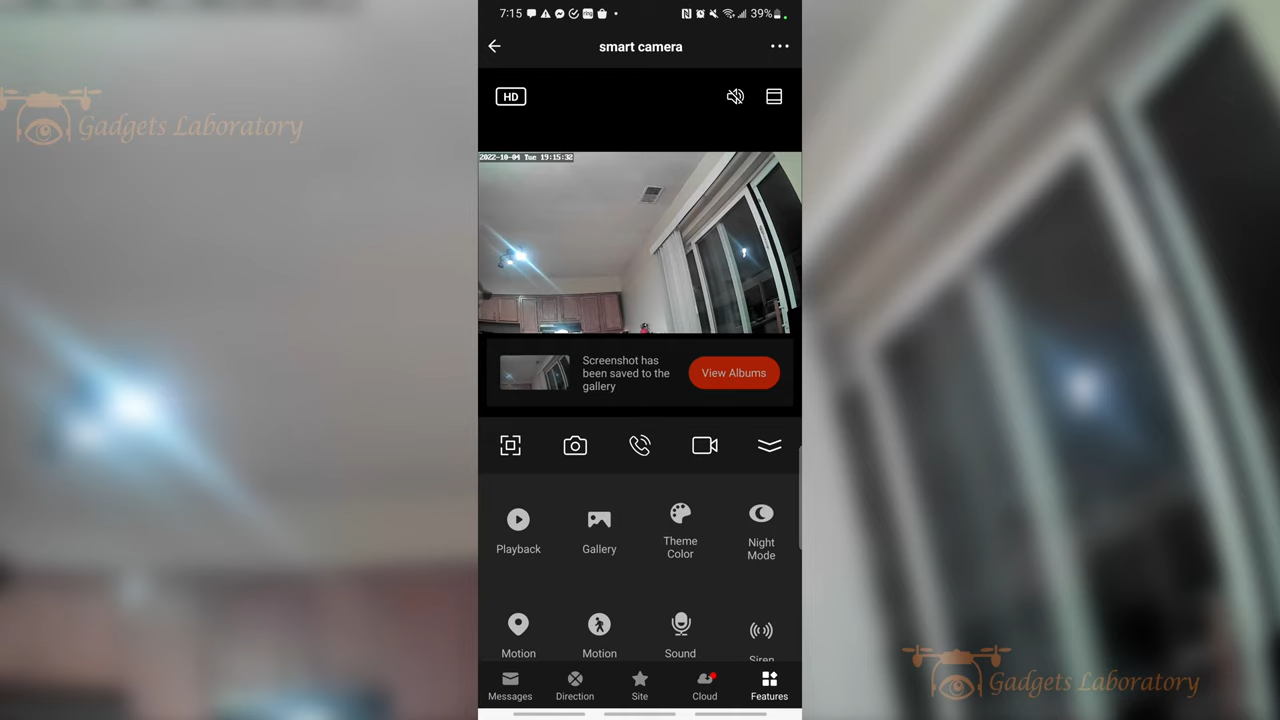 7:15
39%
smart camera
HD
2022-10-04 Tue 19:15:32
Gadgets Laboratory
Screenshot has
been saved to the
gallery
View Albums
Playback
Gallery
Theme
Color
Night
Mode
Motion
Motion
Sound
Siren
Messages
Direction
Site
Cloud
Features
Gadgets Laboratory